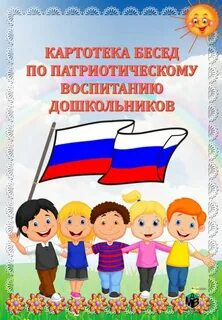 КАРТОТЕКА БЕСЕД
ПО ПАТРИОТИЧЕСКОМУ
ВОСПИТАНИЮ
ДОШКОЛЬНИКОВ